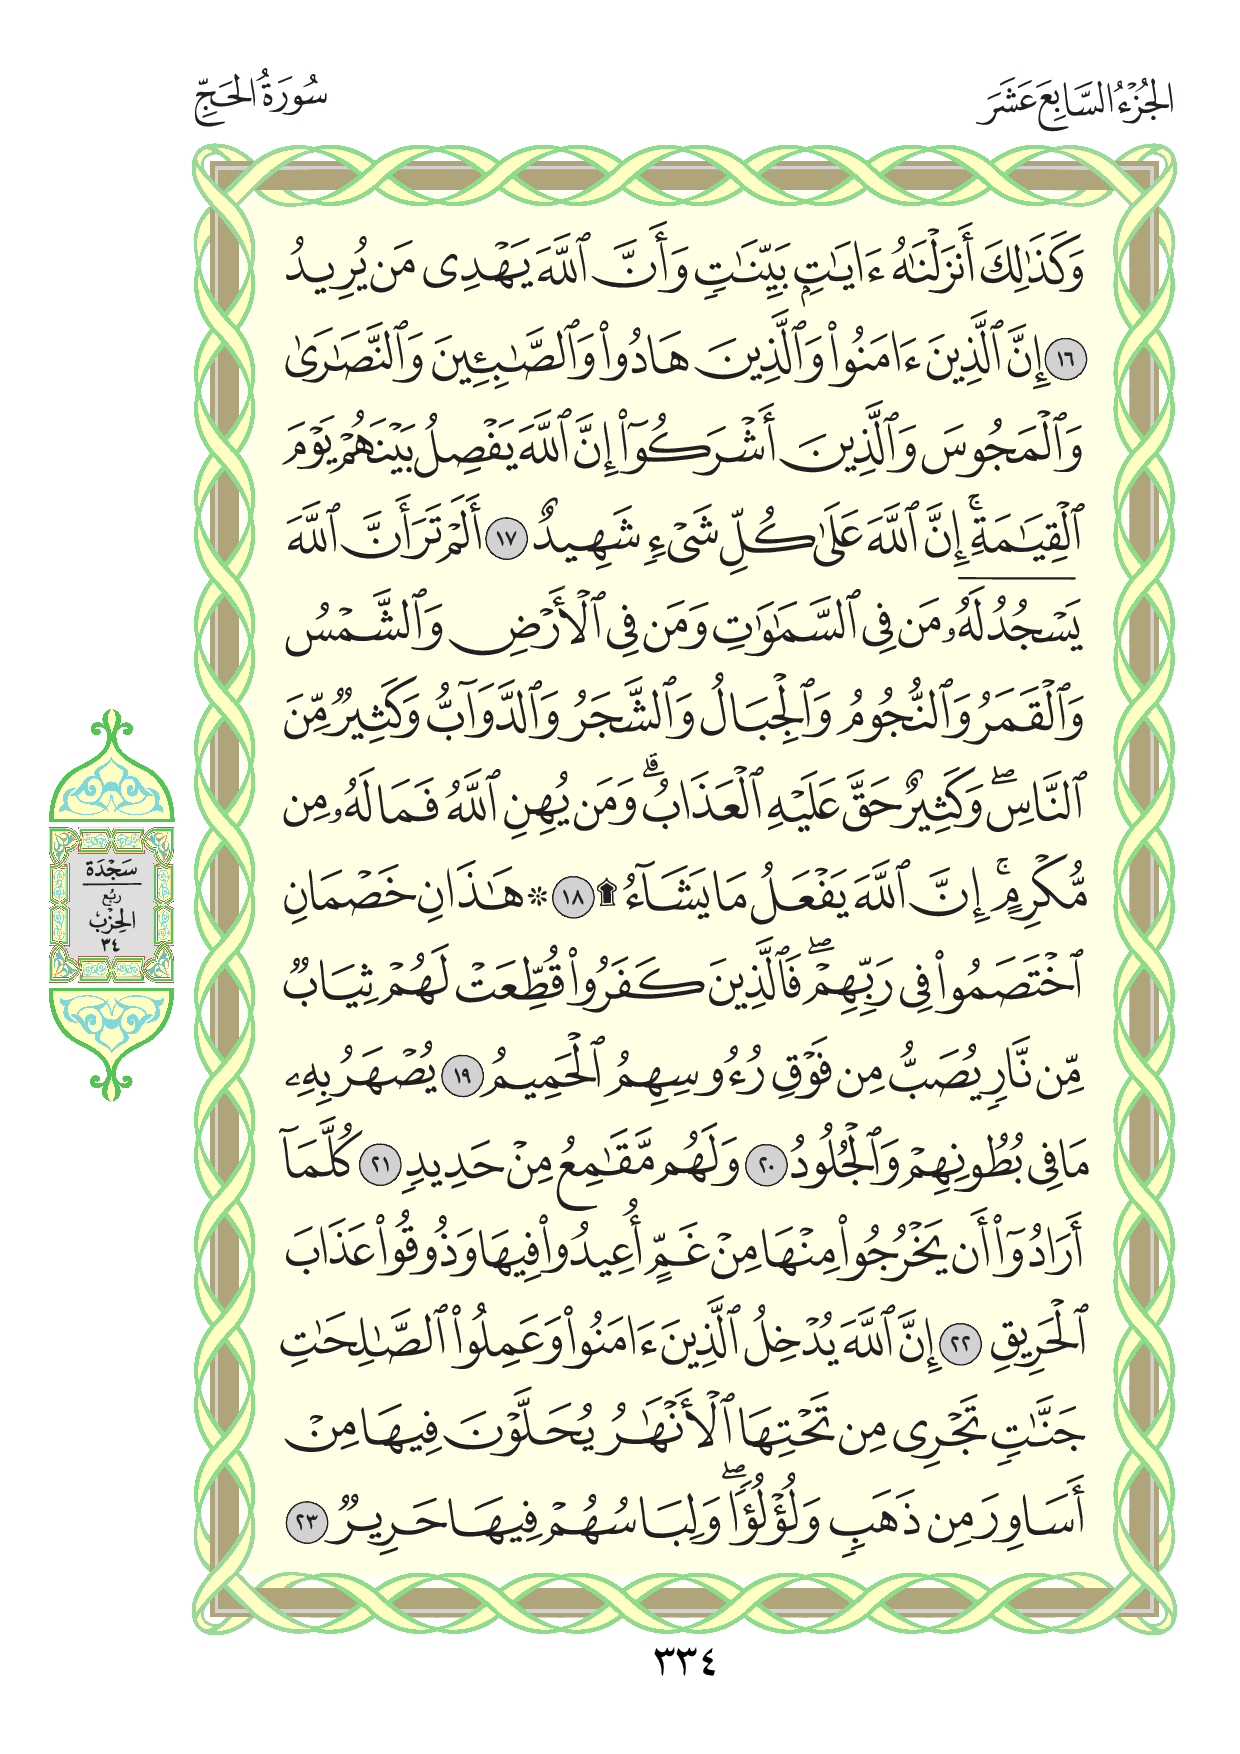 الجُزْءُ السَّابِعَ عَشَرَ
سُورَةُ الحَجِّ
وَكَذَٰلِكَ أَنزَلْنَٰهُ ءَايَٰتٍۭ بَيِّنَٰتٍ وَأَنَّ ٱللَّهَ يَهْدِى مَن يُرِيدُ
١٦ إِنَّ ٱلَّذِينَ ءَامَنُوا۟ وَٱلَّذِينَ هَادُوا۟ وَٱلصَّٰبِـِٔينَ وَٱلنَّصَٰرَىٰ
وَٱلْمَجُوسَ وَٱلَّذِينَ أَشْرَكُوٓا۟ إِنَّ ٱللَّهَ يَفْصِلُ بَيْنَهُمْ يَوْمَ
ٱلْقِيَٰمَةِۚ إِنَّ ٱللَّهَ عَلَىٰ كُلِّ شَىْءٍ شَهِيدٌ ١٧ أَلَمْ تَرَ أَنَّ ٱللَّهَ
يَسْجُدُ لَهُۥ مَن فِى ٱلسَّمَٰوَٰتِ وَمَن فِى ٱلْأَرْضِ وَٱلشَّمْسُ
وَٱلْقَمَرُ وَٱلنُّجُومُ وَٱلْجِبَالُ وَٱلشَّجَرُ وَٱلدَّوَآبُّ وَكَثِيرٌ مِّنَ
ٱلنَّاسِۖ وَكَثِيرٌ حَقَّ عَلَيْهِ ٱلْعَذَابُۗ وَمَن يُهِنِ ٱللَّهُ فَمَا لَهُۥ مِن
مُّكْرِمٍۚ إِنَّ ٱللَّهَ يَفْعَلُ مَا يَشَآءُ ۩ ١٨ ۞ هَٰذَانِ خَصْمَانِ
ٱخْتَصَمُوا۟ فِى رَبِّهِمْۖ فَٱلَّذِينَ كَفَرُوا۟ قُطِّعَتْ لَهُمْ ثِيَابٌ
مِّن نَّارٍ يُصَبُّ مِن فَوْقِ رُءُوسِهِمُ ٱلْحَمِيمُ ١٩ يُصْهَرُ بِهِۦ
مَا فِى بُطُونِهِمْ وَٱلْجُلُودُ ٢٠ وَلَهُم مَّقَٰمِعُ مِنْ حَدِيدٍ ٢١ كُلَّمَآ
أَرَادُوٓا۟ أَن يَخْرُجُوا۟ مِنْهَا مِنْ غَمٍّ أُعِيدُوا۟ فِيهَا وَذُوقُوا۟ عَذَابَ
ٱلْحَرِيقِ ٢٢ إِنَّ ٱللَّهَ يُدْخِلُ ٱلَّذِينَ ءَامَنُوا۟ وَعَمِلُوا۟ ٱلصَّٰلِحَٰتِ
جَنَّٰتٍ تَجْرِى مِن تَحْتِهَا ٱلْأَنْهَٰرُ يُحَلَّوْنَ فِيهَا مِنْ
أَسَاوِرَ مِن ذَهَبٍ وَلُؤْلُؤًاۖ وَلِبَاسُهُمْ فِيهَا حَرِيرٌ ٢٣
سَجْدَة
ربُع
الحِزْبُ
٣٤
٣٣٤